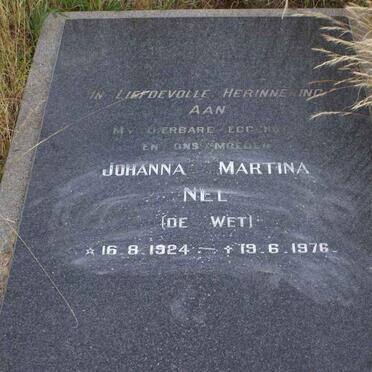 IN LIEFDEVOLLE HERINNERING
AAN
MY DIERBARE EGGENOTE
EN ONS MOEDER
JOHANNA MARTINA
NEL
(DE WET)
☆ 16.8.1924 — ✝ 19.6.1976